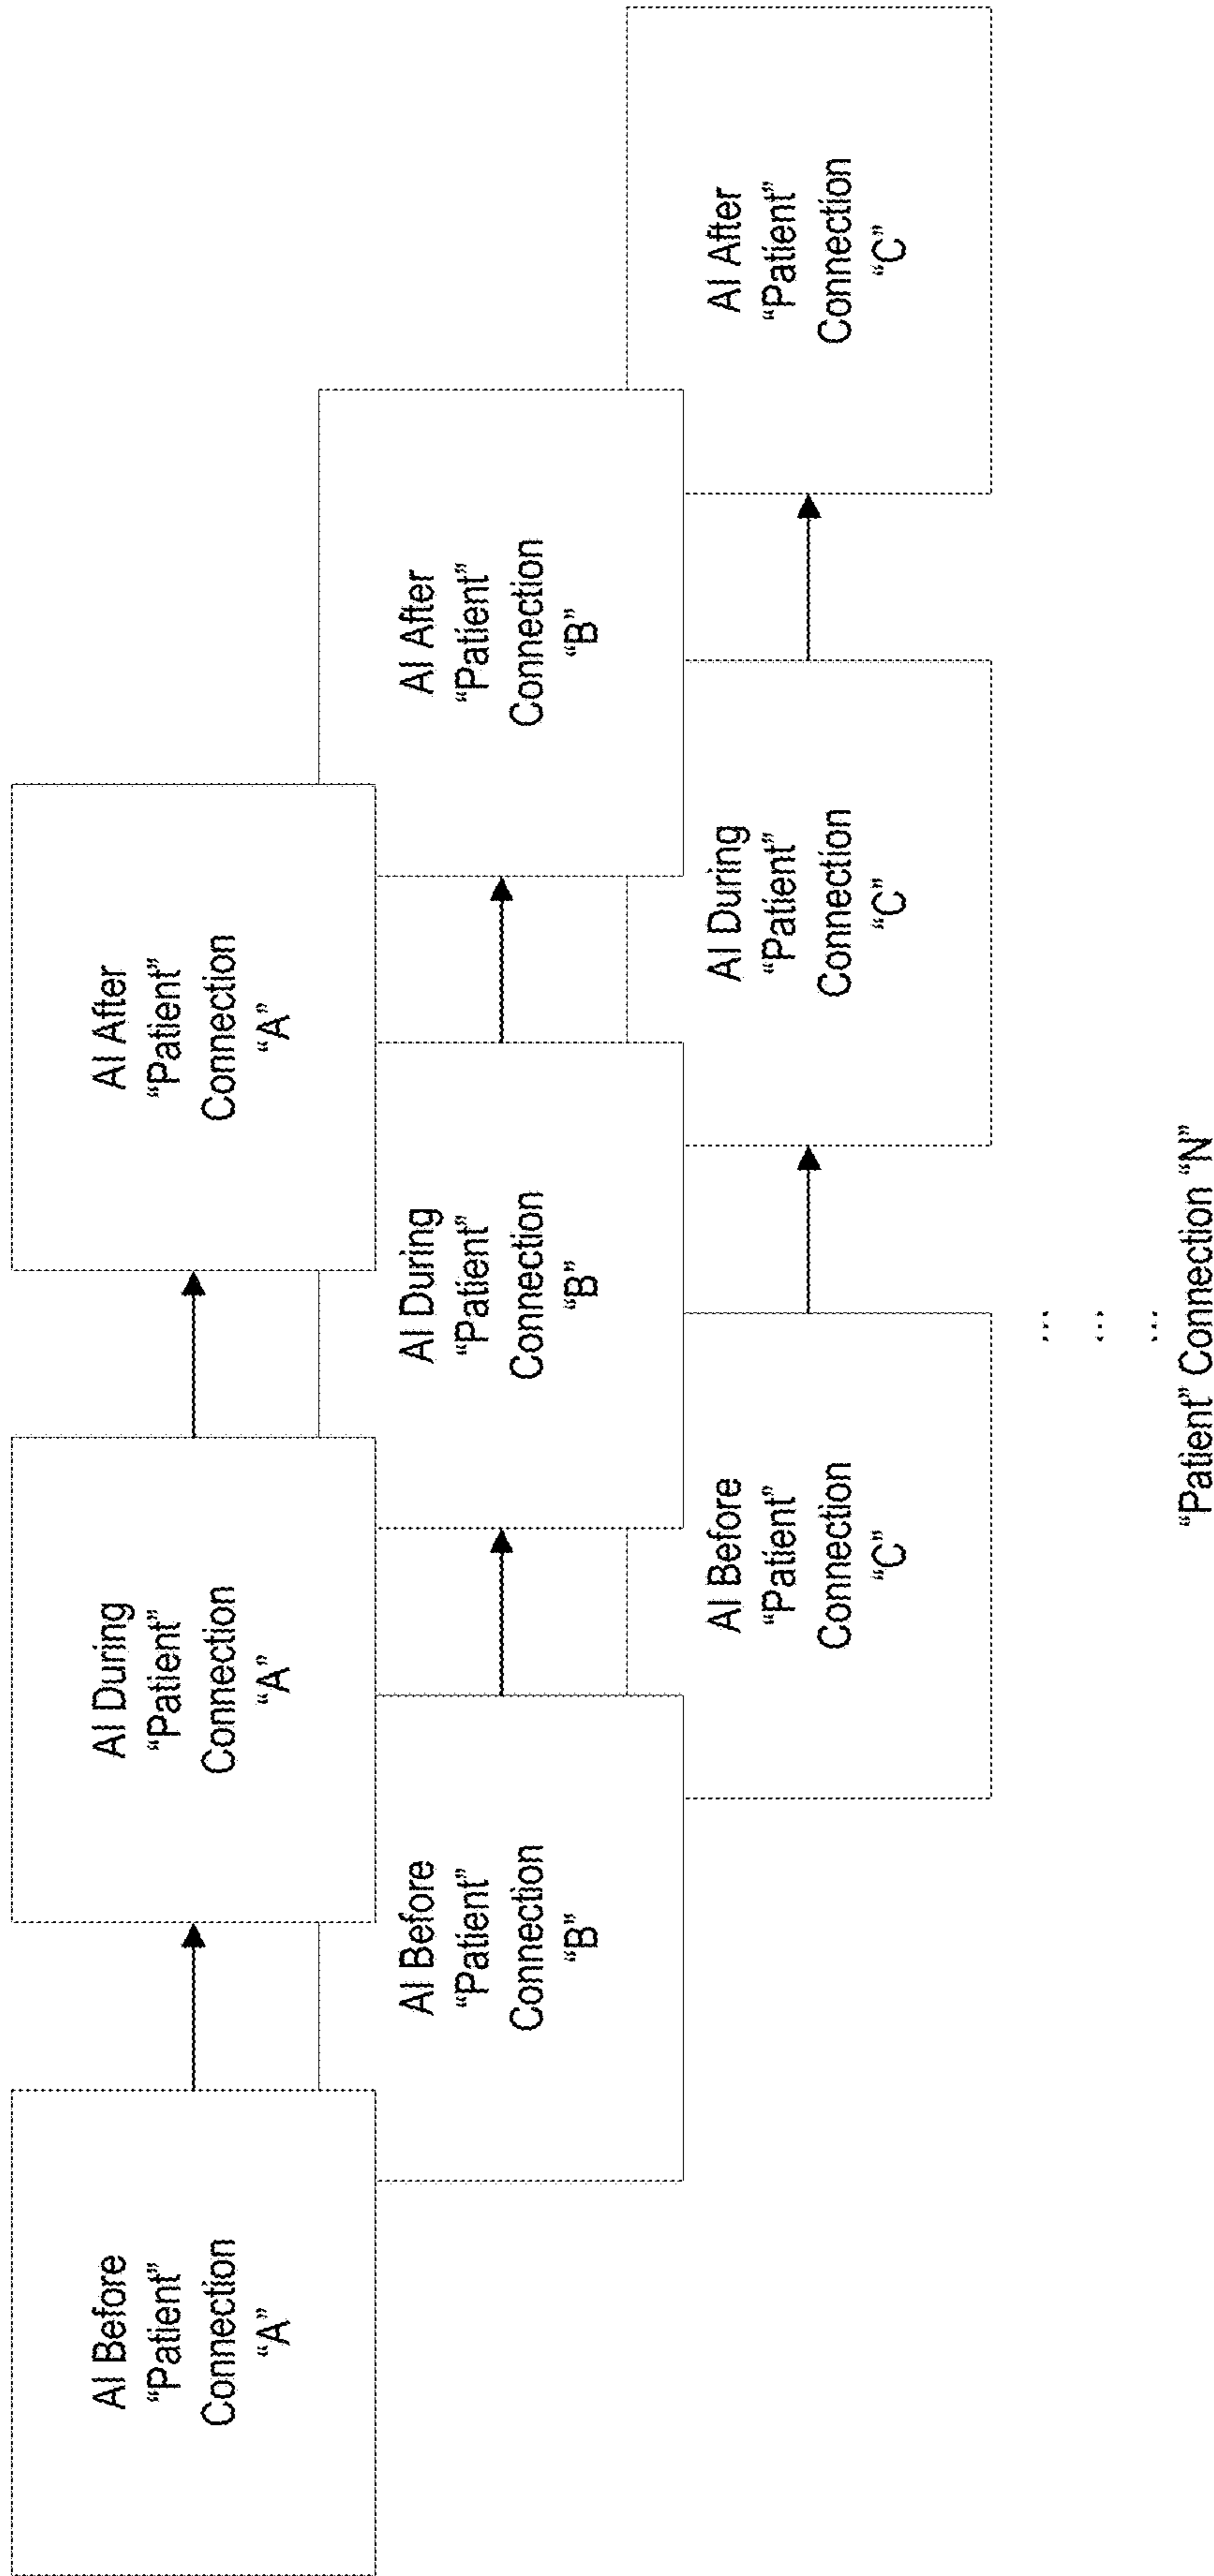 AI Before
“Patient”
Connection
“A”
AI During
“Patient”
Connection
“A”
AI After
“Patient”
Connection
“A”
AI Before
“Patient”
Connection
“B”
AI During
“Patient”
Connection
“B”
AI After
“Patient”
Connection
“B”
AI Before
“Patient”
Connection
“C”
AI During
“Patient”
Connection
“C”
AI After
“Patient”
Connection
“C”
...
...
...
“Patient” Connection “N”